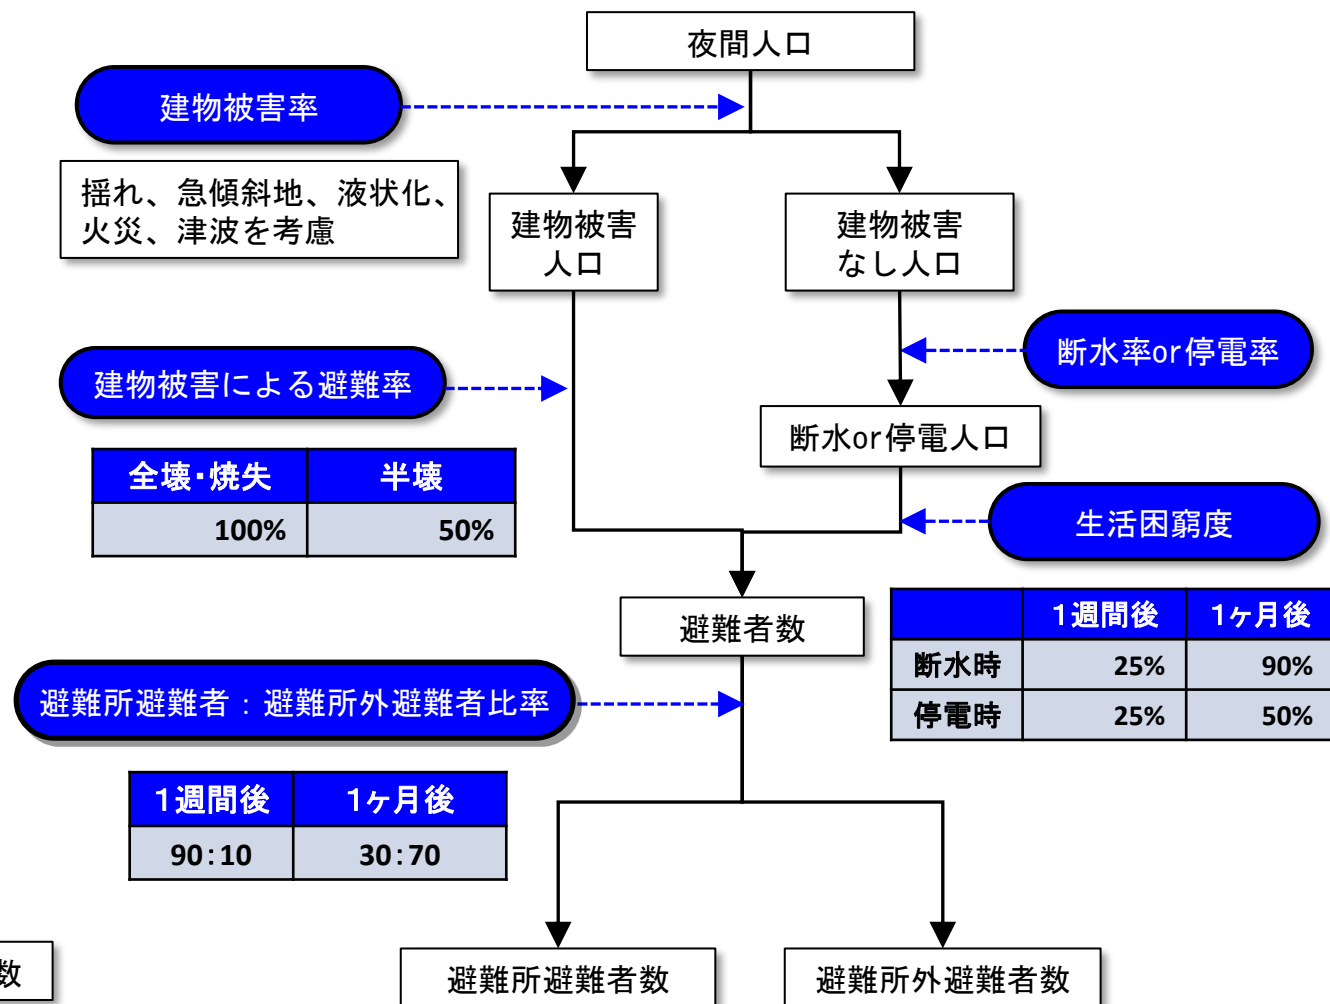 夜間人口
建物被害率
揺れ、急傾斜地、液状化、
火災、津波を考慮
建物被害
人口
建物被害
なし人口
断水率or停電率
建物被害による避難率
断水or停電人口
全壊・焼失 半壊
100% 50%
生活困窮度
避難者数
1週間後 1ヶ月後
断水時 25% 90%
停電時 25% 50%
避難所避難者：避難所外避難者比率
1週間後 1ヶ月後
90:10 30:70
数
避難所避難者数
避難所外避難者数